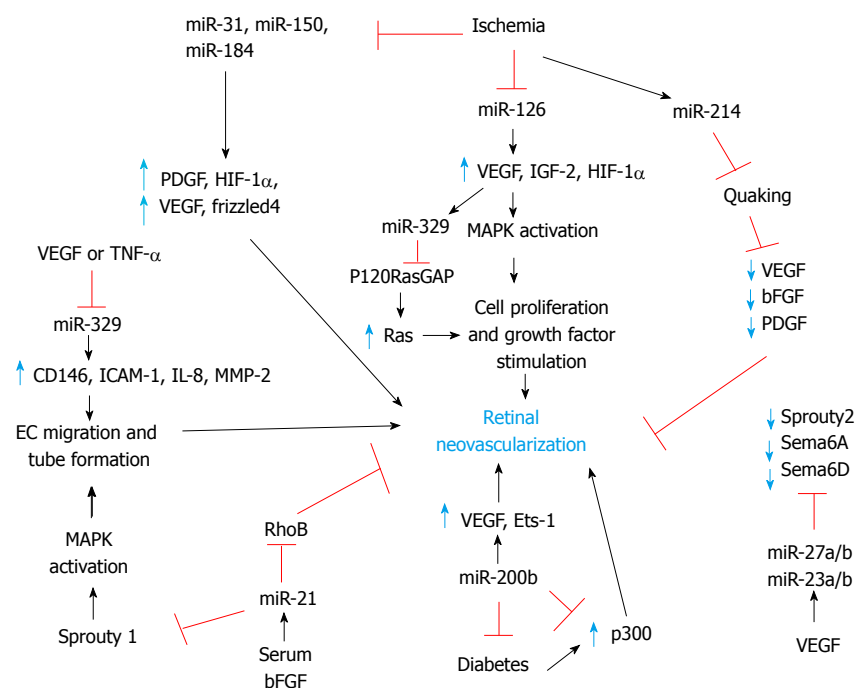 miR-31, miR-150,
miR-184
Ischemia
miR-126
miR-214
PDGF, HIF-1α,
VEGF, frizzled4
VEGF, IGF-2, HIF-1α
Quaking
miR-329
MAPK activation
VEGF or TNF-α
P120RasGAP
VEGF
bFGF
PDGF
miR-329
Ras
Cell proliferation
and growth factor
stimulation
CD146, ICAM-1, IL-8, MMP-2
EC migration and
tube formation
Retinal
neovascularization
Sprouty2
Sema6A
Sema6D
RhoB
VEGF, Ets-1
MAPK
activation
miR-27a/b
miR-23a/b
miR-21
miR-200b
Sprouty 1
Serum
bFGF
Diabetes
p300
VEGF